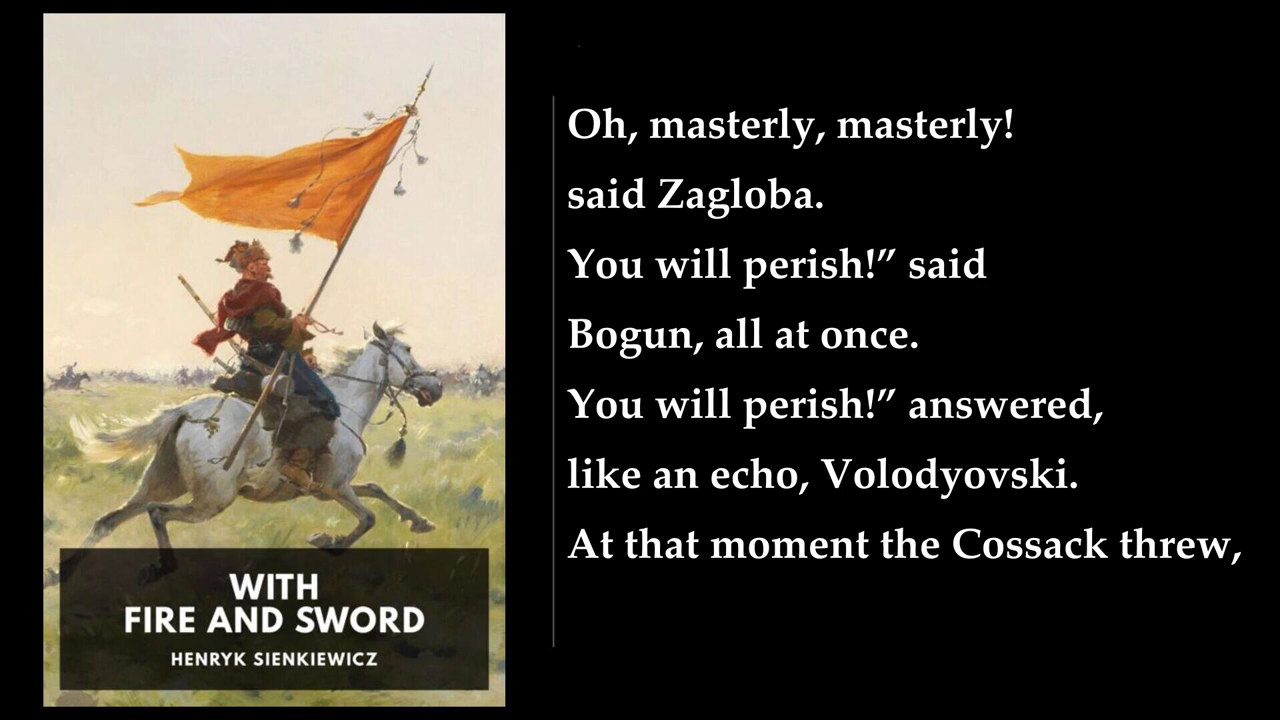 Oh, masterly, masterly!
said Zagloba.
You will perish!” said
Bogun, all at once.
You will perish!” answered,
like an echo, Volodyovski.
At that moment the Cossack threw,
WITH
FIRE AND SWORD
HENRYK SIENKIEWICZ